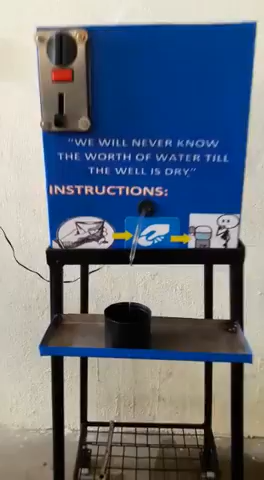 "WE WILL NEVER KNOW
THE WORTH OF WATER TILL
THE WELL IS DRY."
INSTRUCTIONS: